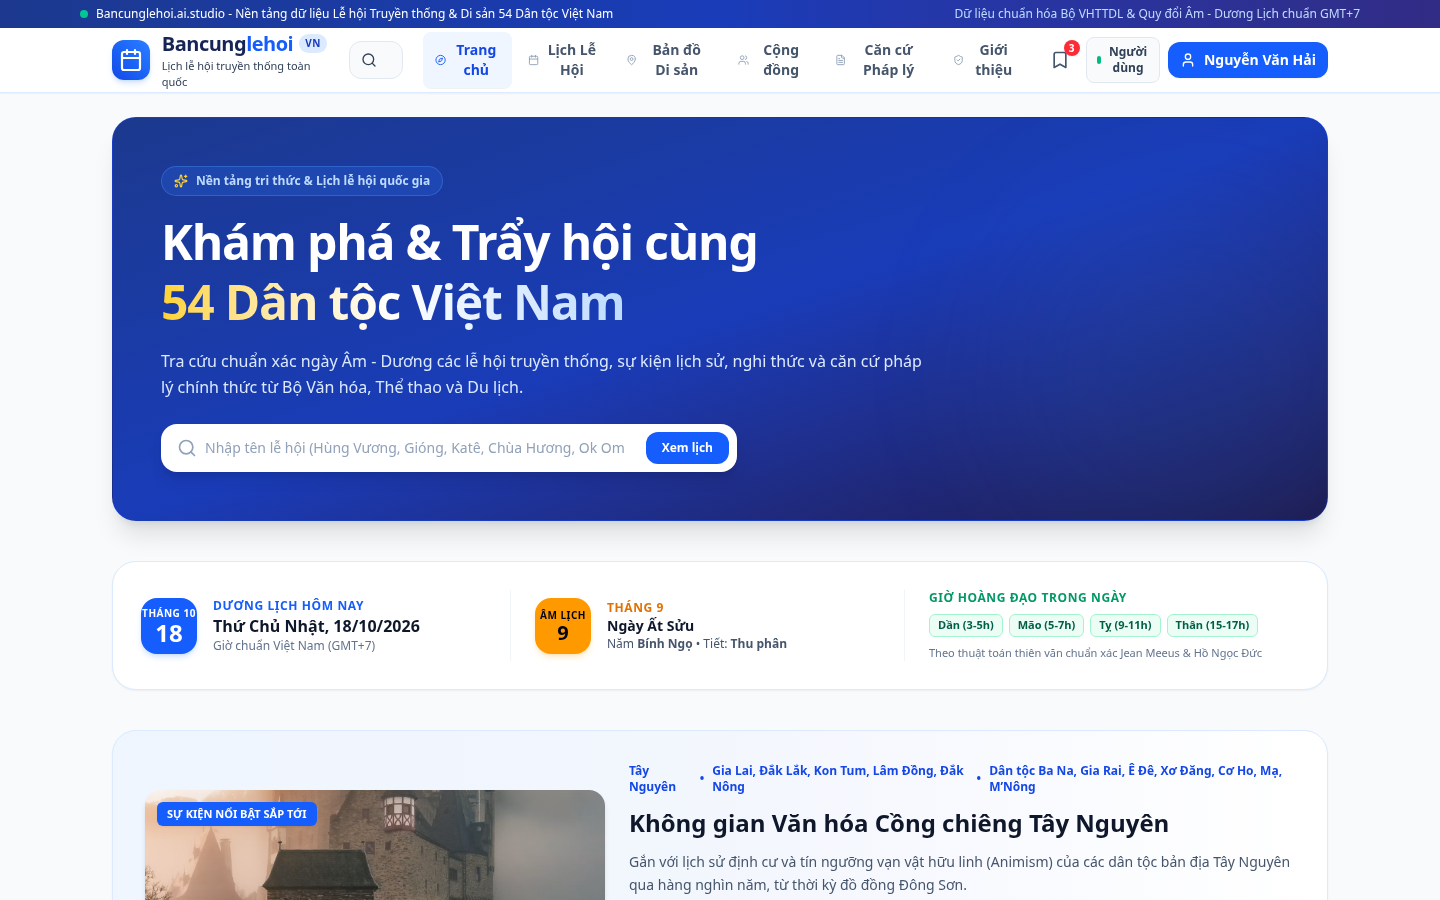 Bancunglehoi.ai.studio - Nền tảng dữ liệu Lễ hội Truyền thống & Di sản 54 Dân tộc Việt Nam
Dữ liệu chuẩn hóa Bộ VHTTDL & Quy đổi Âm - Dương Lịch chuẩn GMT+7
Bancunglehoi VN
Lịch lễ hội truyền thống toàn
quốc
Trang
chủ
Lịch Lễ
Hội
Bản đồ
Di sản
Cộng
đồng
Căn cứ
Pháp lý
Giới
thiệu
3
Người
dùng
Nguyễn Văn Hải
Nền tảng tri thức & Lịch lễ hội quốc gia
Khám phá & Trẩy hội cùng
54 Dân tộc Việt Nam
Tra cứu chuẩn xác ngày Âm - Dương các lễ hội truyền thống, sự kiện lịch sử, nghi thức và căn cứ pháp
lý chính thức từ Bộ Văn hóa, Thể thao và Du lịch.
Nhập tên lễ hội (Hùng Vương, Gióng, Katê, Chùa Hương, Ok Om
Xem lịch
THÁNG 10
18
DƯƠNG LỊCH HÔM NAY
Thứ Chủ Nhật, 18/10/2026
Giờ chuẩn Việt Nam (GMT+7)
ÂM LỊCH
9
THÁNG 9
Ngày Ất Sửu
Năm Bính Ngọ • Tiết: Thu phân
GIỜ HOÀNG ĐẠO TRONG NGÀY
Dần (3-5h)
Mão (5-7h)
Tỵ (9-11h)
Thân (15-17h)
Theo thuật toán thiên văn chuẩn xác Jean Meeus & Hồ Ngọc Đức
SỰ KIỆN NỔI BẬT SẮP TỚI
Tây
Nguyên
• Gia Lai, Đắk Lắk, Kon Tum, Lâm Đồng, Đắk
Nông
• Dân tộc Ba Na, Gia Rai, Ê Đê, Xơ Đăng, Cơ Ho, Mạ,
M'Nông
Không gian Văn hóa Cồng chiêng Tây Nguyên
Gắn với lịch sử định cư và tín ngưỡng vạn vật hữu linh (Animism) của các dân tộc bản địa Tây Nguyên
qua hàng nghìn năm, từ thời kỳ đồ đồng Đông Sơn.